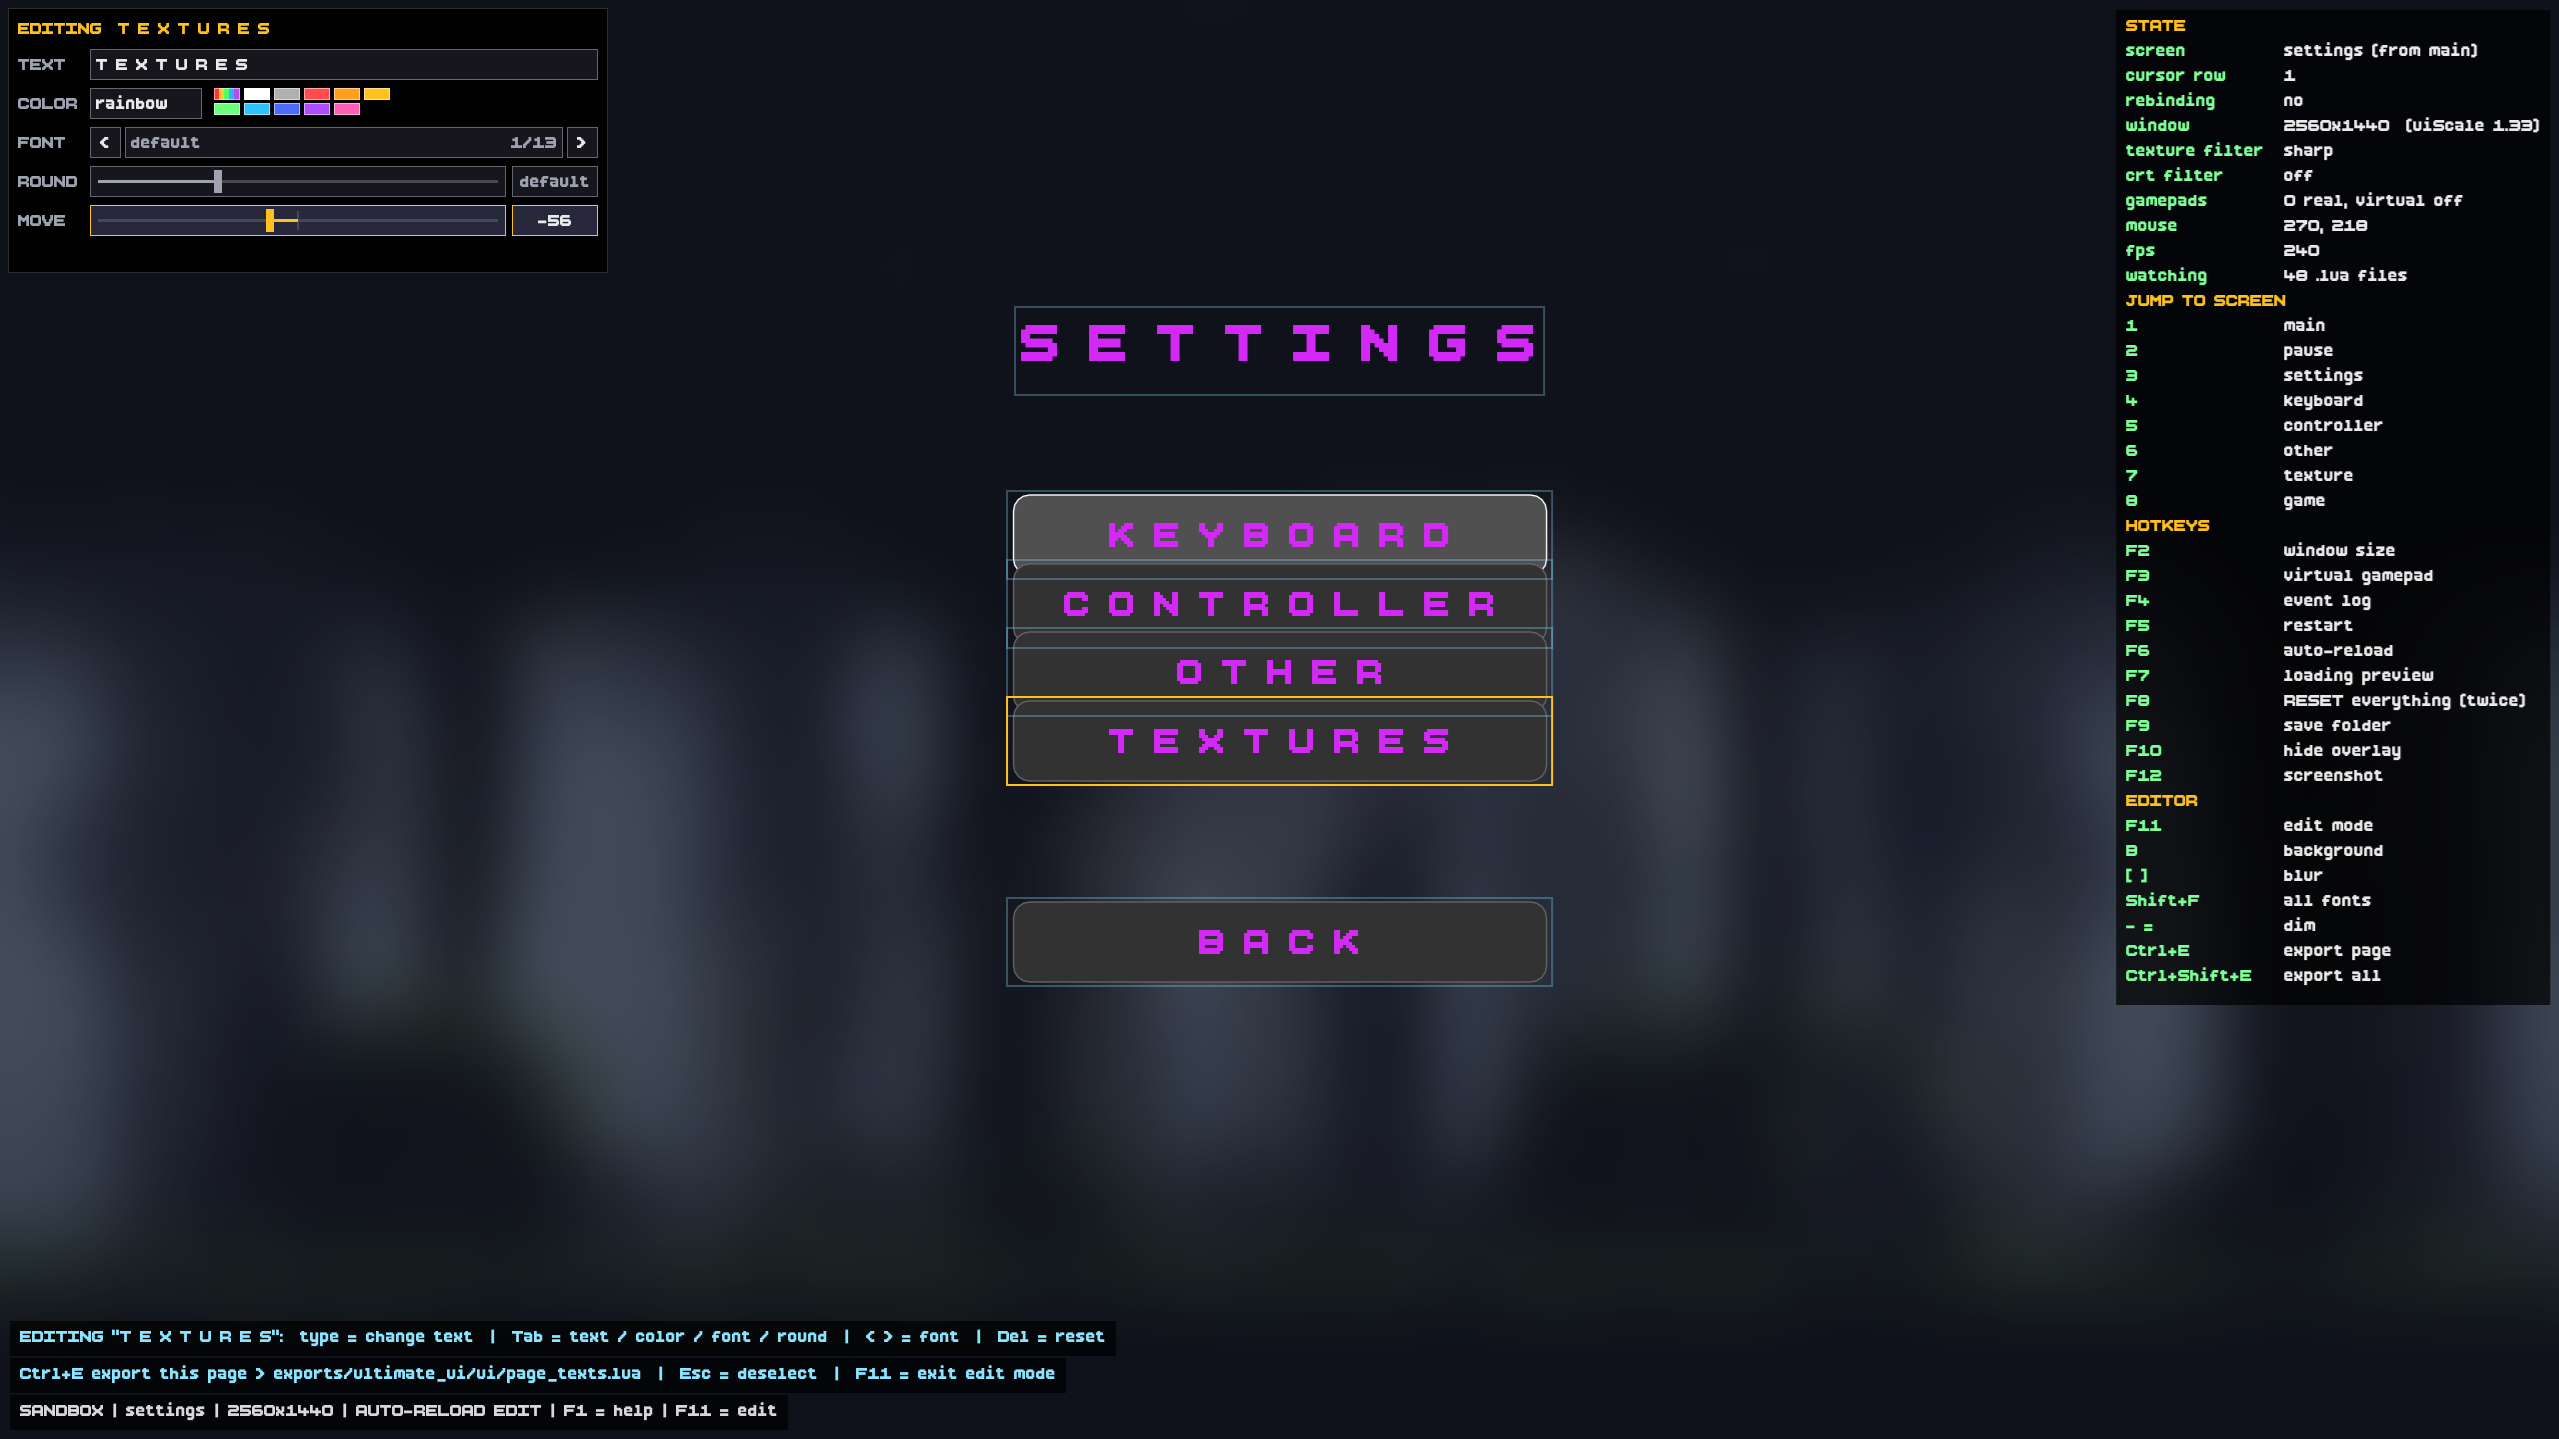 EDITING T E X T U R E S
TEXT T E X T U R E S
COLOR rainbow
FONT < default 1/13 >
ROUND default
MOVE -56
S E T T I N G S
K E Y B O A R D
C O N T R O L L E R
O T H E R
T E X T U R E S
B A C K
STATE
screen settings (from main)
cursor row 1
rebinding no
window 2560x1440 (uiScale 1.33)
texture filter sharp
crt filter off
gamepads 0 real, virtual off
mouse 270, 218
fps 240
watching 48 .lua files
JUMP TO SCREEN
1 main
2 pause
3 settings
4 keyboard
5 controller
6 other
7 texture
8 game
HOTKEYS
F2 window size
F3 virtual gamepad
F4 event log
F5 restart
F6 auto-reload
F7 loading preview
F8 RESET everything (twice)
F9 save folder
F10 hide overlay
F12 screenshot
EDITOR
F11 edit mode
B background
[ ] blur
Shift+F all fonts
- = dim
Ctrl+E export page
Ctrl+Shift+E export all
EDITING "T E X T U R E S": type = change text | Tab = text / color / font / round | < > = font | Del = reset
Ctrl+E export this page > exports/ultimate_ui/ui/page_texts.lua | Esc = deselect | F11 = exit edit mode
SANDBOX | settings | 2560x1440 | AUTO-RELOAD EDIT | F1 = help | F11 = edit